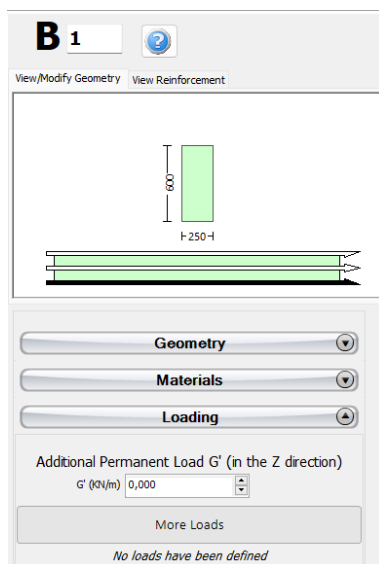 B 1
View/Modify Geometry View Reinforcement
600
250
Geometry
Materials
Loading
Additional Permanent Load G' (in the Z direction)
G' (KN/m) 0,000
More Loads
No loads have been defined